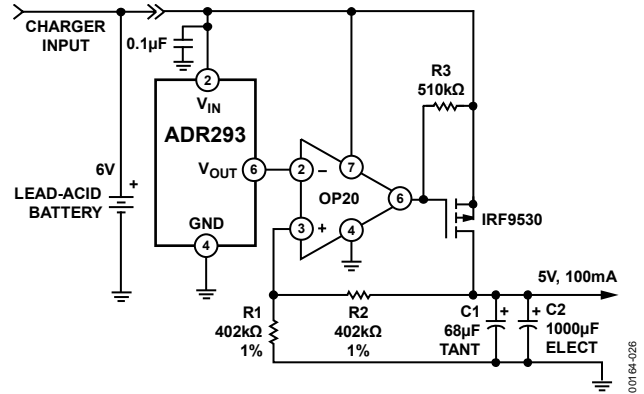 CHARGER
INPUT
0.1µF
2
V_IN
ADR293
V_OUT
6
GND
4
6V
+
LEAD-ACID
BATTERY
2
–
7
OP20
6
3
+
4
R3
510kΩ
IRF9530
5V, 100mA
R1
402kΩ
1%
R2
402kΩ
1%
C1
68µF
TANT
+
C2
1000µF
ELECT
+
00164-026